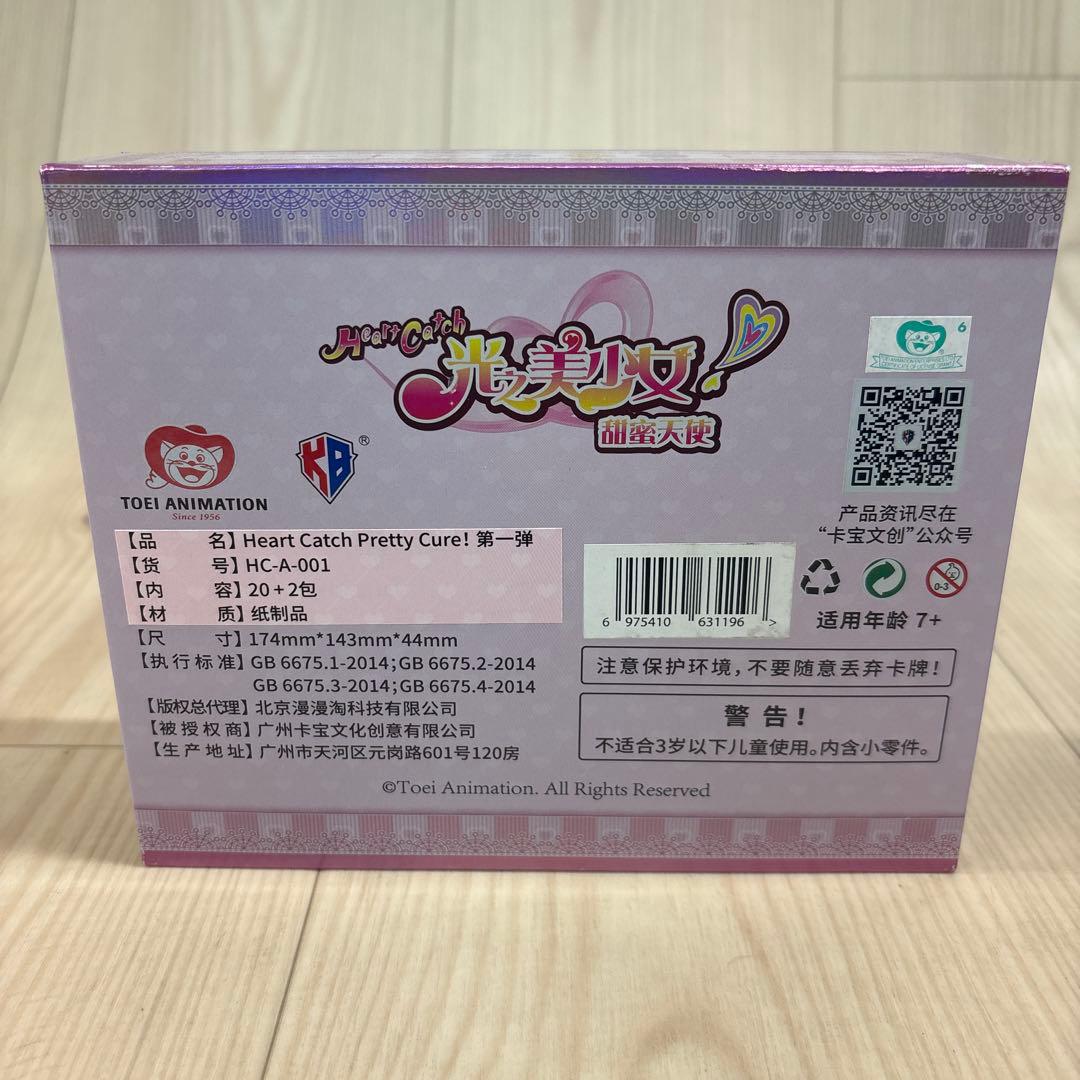 Heart Catch
光之美少女!
甜蜜天使
6
TOEI ANIMATION
Since 1956
KB®
产品资讯尽在
“卡宝文创”公众号
【品 名】Heart Catch Pretty Cure! 第一弹
【货 号】HC-A-001
【内 容】20+2包
【材 质】纸制品
【尺 寸】174mm*143mm*44mm
【执行标准】GB 6675.1-2014; GB 6675.2-2014
GB 6675.3-2014; GB 6675.4-2014
【版权总代理】北京漫漫淘科技有限公司
【被授权商】广州卡宝文化创意有限公司
【生产地址】广州市天河区元岗路601号120房
6 975410 631196 >
0-3
适用年龄 7+
注意保护环境,不要随意丢弃卡牌!
警告!
不适合3岁以下儿童使用。内含小零件。
©Toei Animation. All Rights Reserved